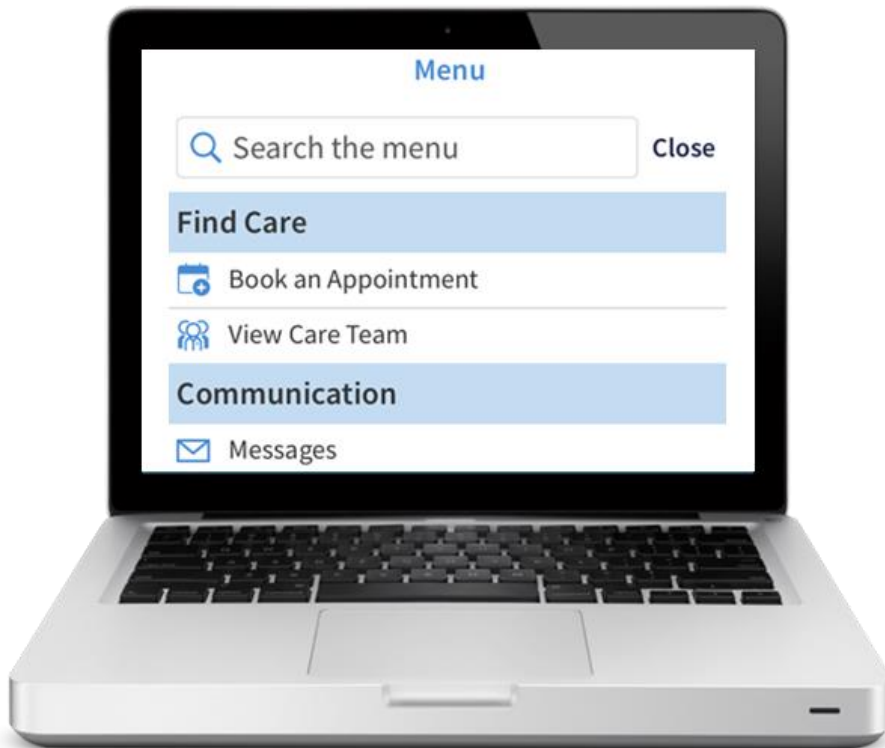 Menu
Search the menu
Close
Find Care
Book an Appointment
View Care Team
Communication
Messages